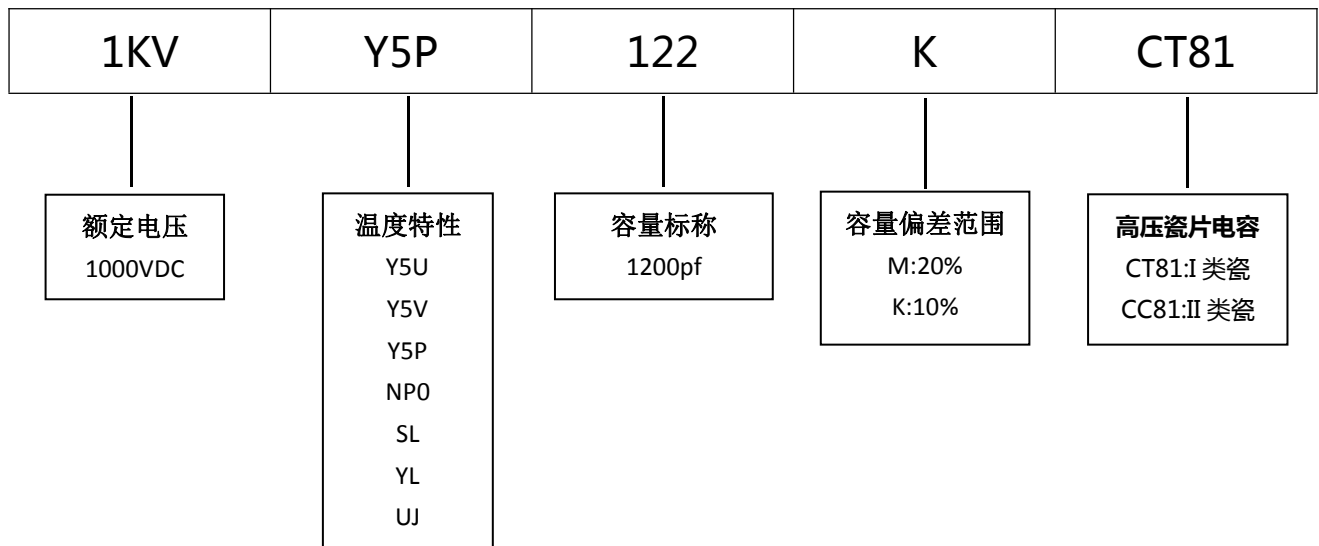 1KV Y5P 122 K CT81
额定电压
1000VDC
温度特性
Y5U
Y5V
Y5P
NP0
SL
YL
UJ
容量标称
1200pf
容量偏差范围
M:20%
K:10%
高压瓷片电容
CT81:I 类瓷
CC81:II 类瓷